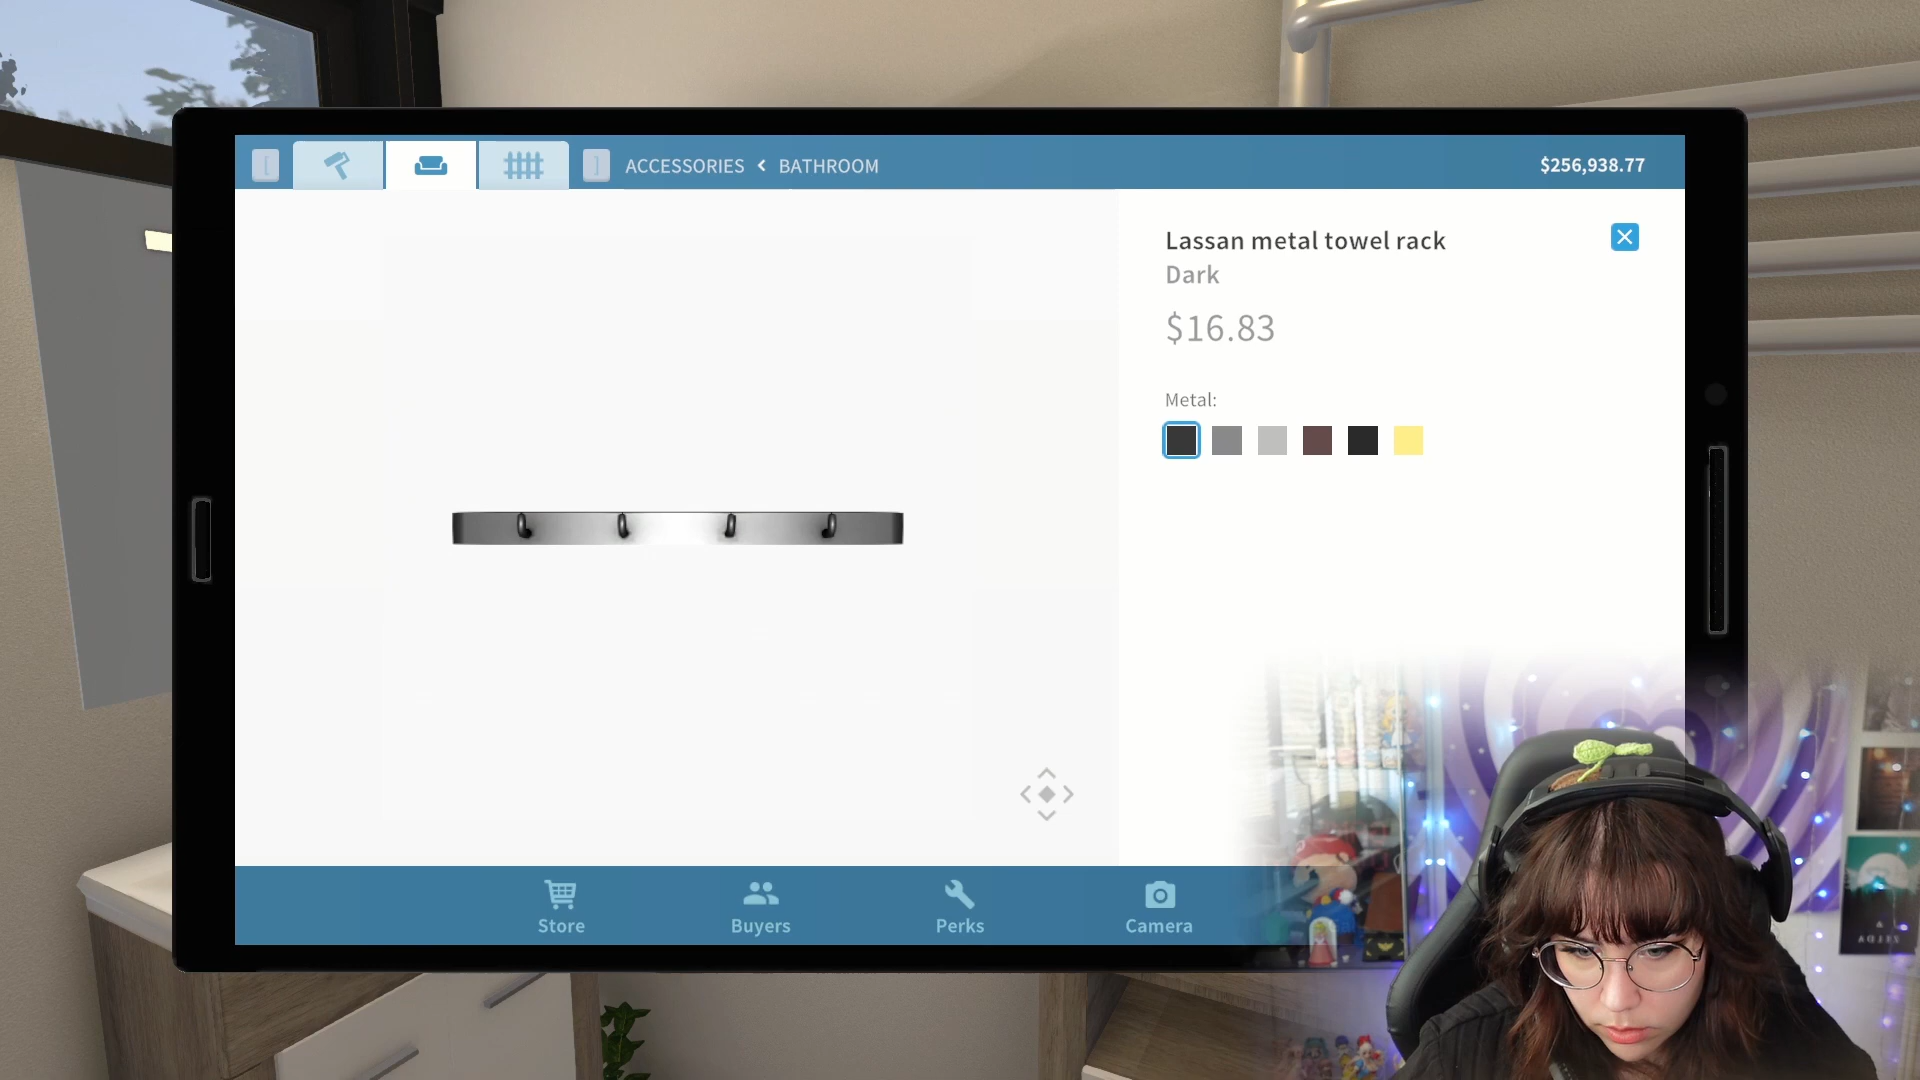 [
]
ACCESSORIES < BATHROOM
$256,938.77
Lassan metal towel rack
Dark
$16.83
Metal:
Store
Buyers
Perks
Camera